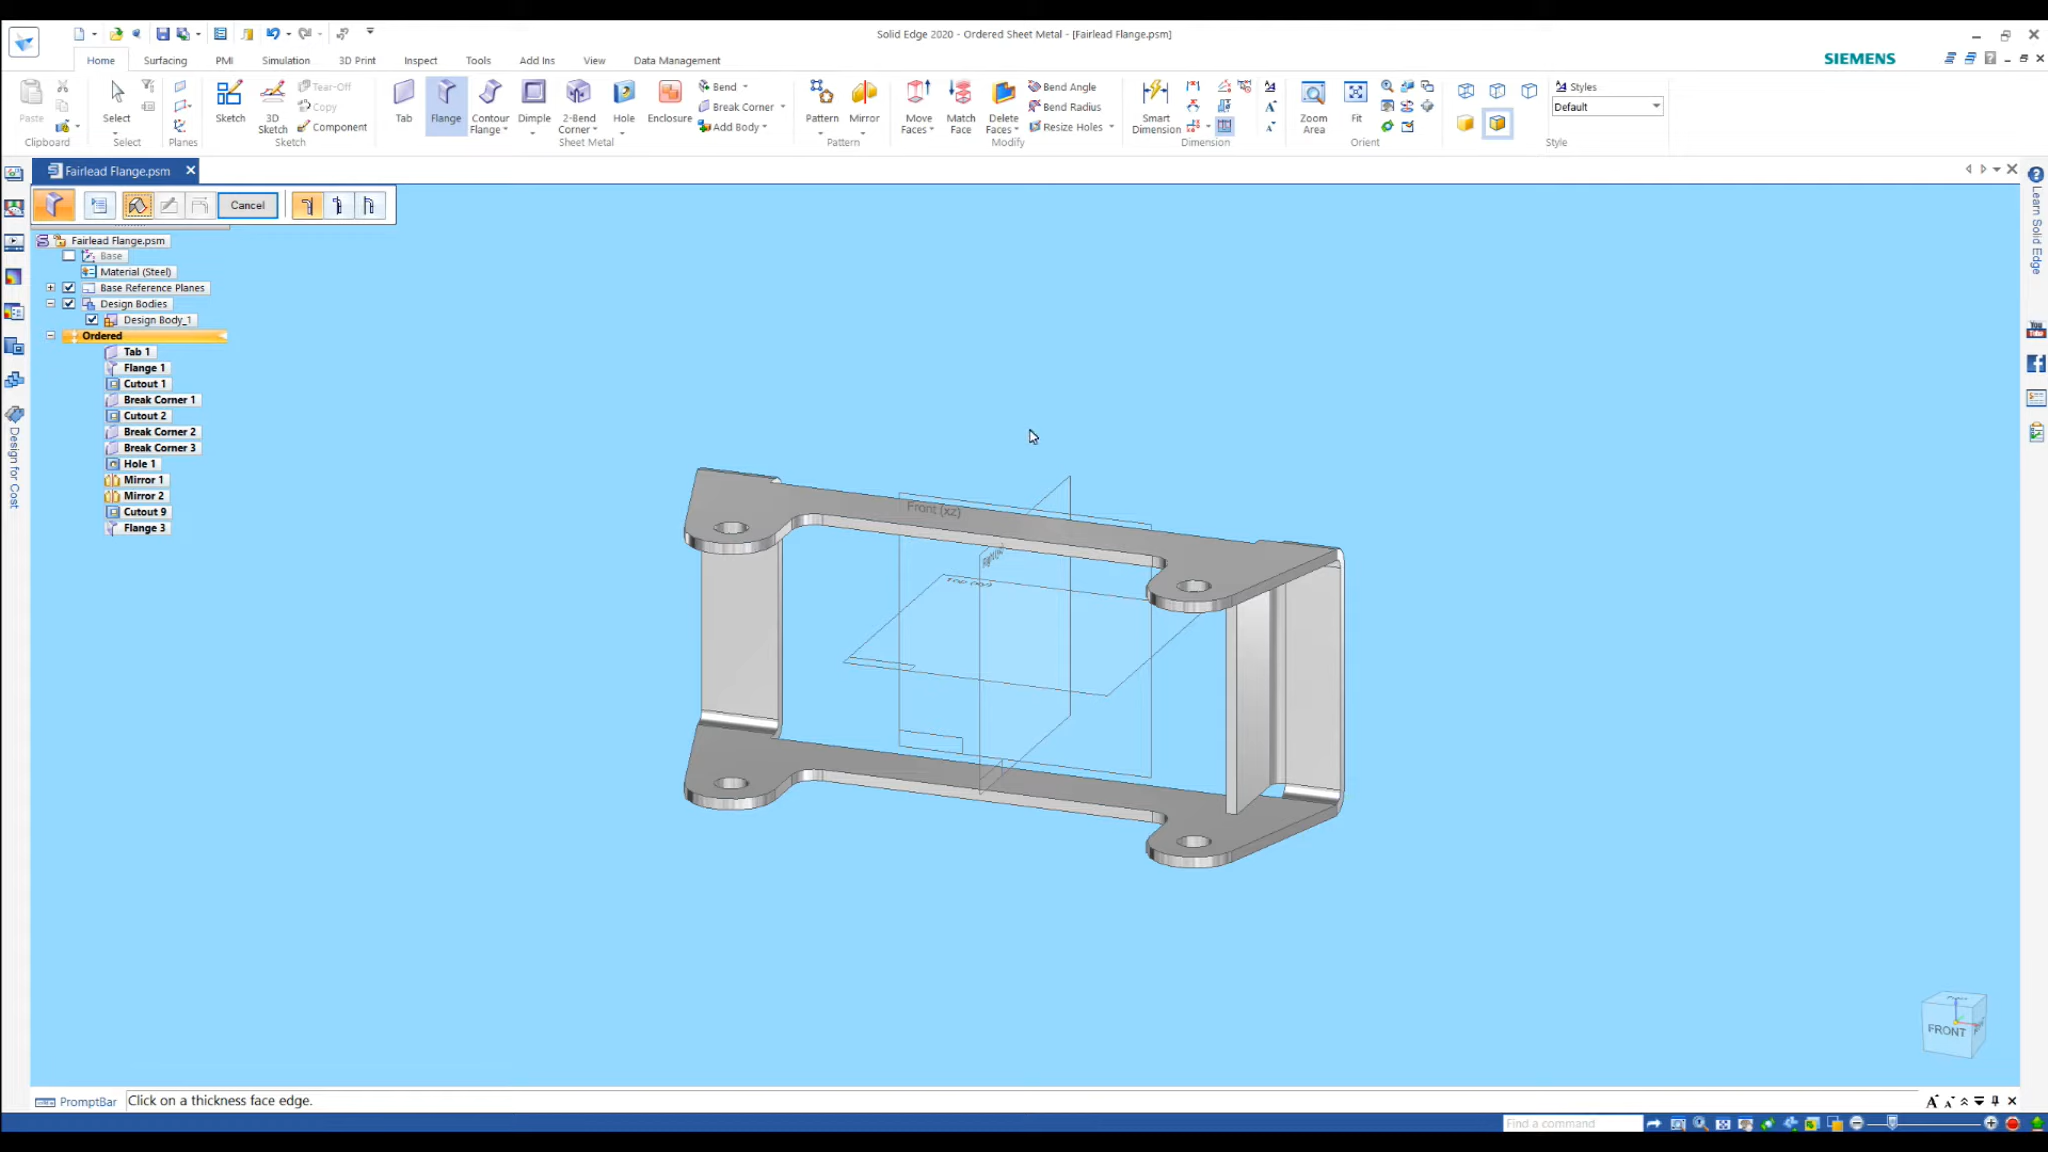 Solid Edge 2020 - Ordered Sheet Metal - [Fairlead Flange.psm]
Home Surfacing PMI Simulation 3D Print Inspect Tools Add Ins View Data Management
SIEMENS
Paste
Clipboard
Select
Select
Planes
Sketch
3D Sketch
Tear-Off
Copy
Component
Sketch
Tab
Flange
Contour Flange
Dimple
2-Bend Corner
Hole
Enclosure
Bend
Break Corner
Add Body
Sheet Metal
Pattern
Mirror
Pattern
Move Faces
Match Face
Delete Faces
Bend Angle
Bend Radius
Resize Holes
Modify
Smart Dimension
Dimension
Zoom Area
Fit
Orient
Styles
Default
Style
Fairlead Flange.psm
Cancel
Fairlead Flange.psm
Base
Material (Steel)
Base Reference Planes
Design Bodies
Design Body_1
Ordered
Tab 1
Flange 1
Cutout 1
Break Corner 1
Cutout 2
Break Corner 2
Break Corner 3
Hole 1
Mirror 1
Mirror 2
Cutout 9
Flange 3
Design for Cost
Learn Solid Edge
You Tube
Front (xz)
FRONT
PromptBar
Click on a thickness face edge.
Find a command